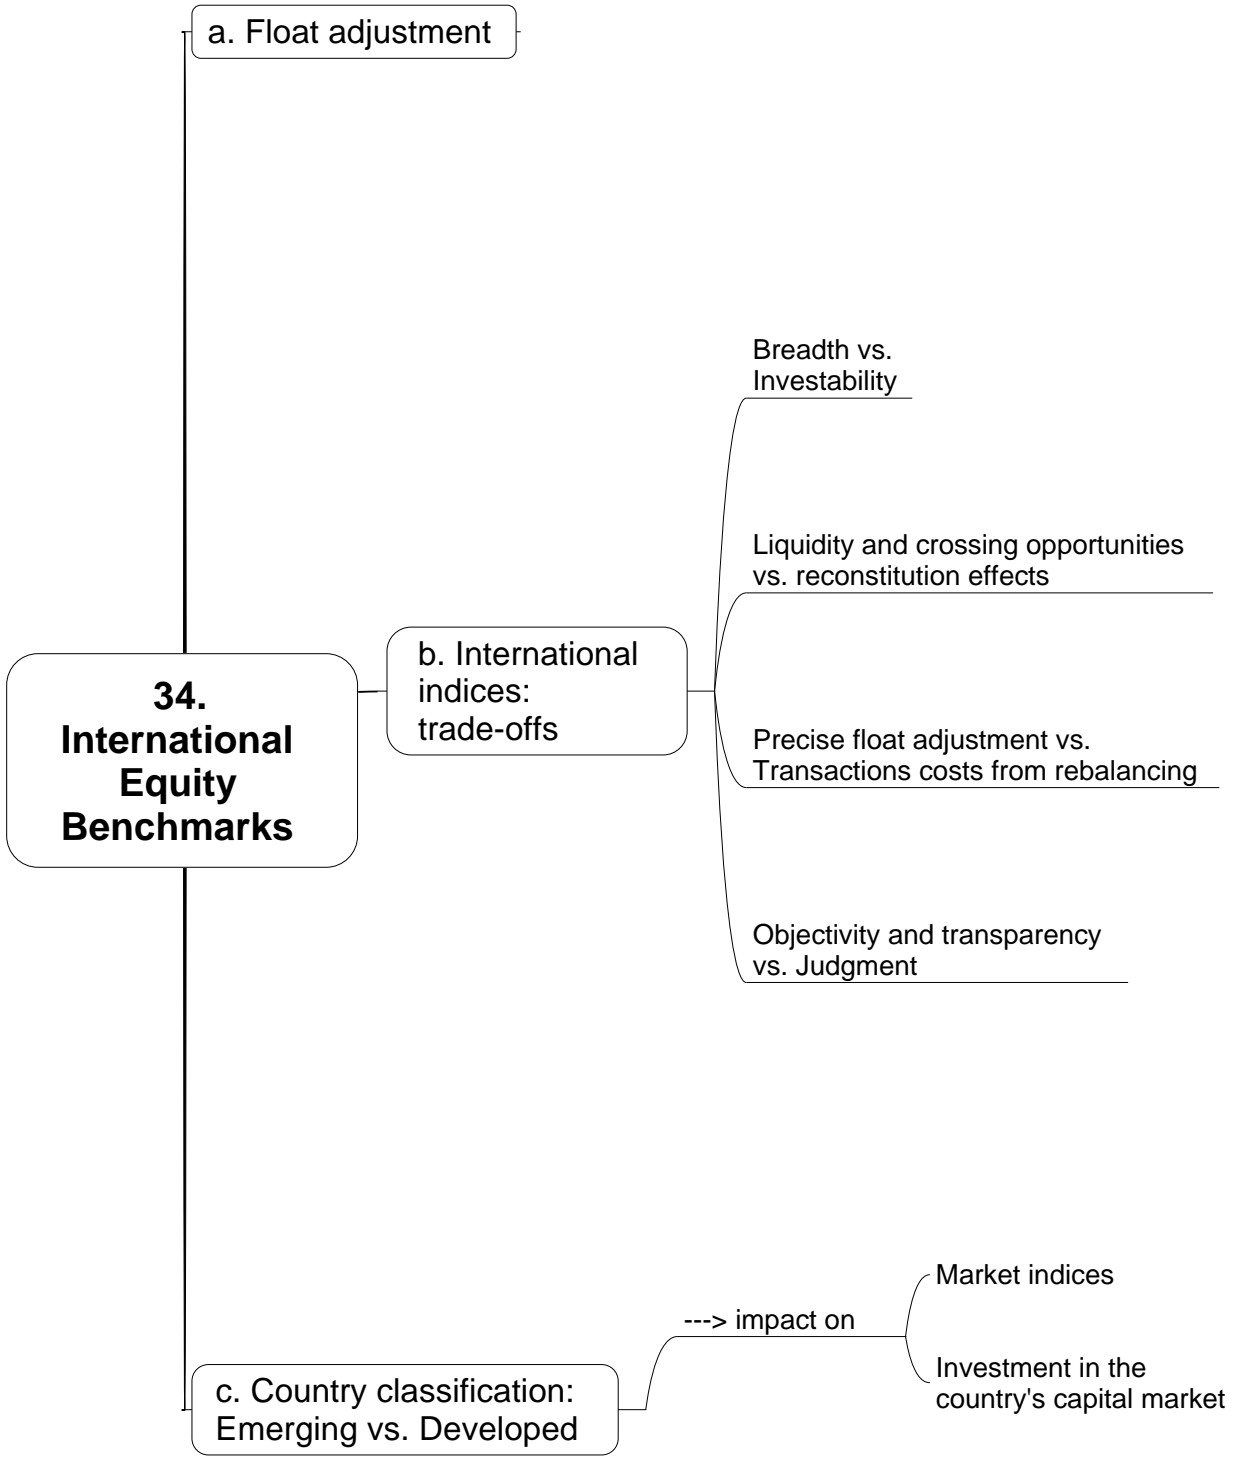 a. Float adjustment
Breadth vs.
Investability
Liquidity and crossing opportunities
vs. reconstitution effects
b. International
indices:
trade-offs
34.
International
Equity
Benchmarks
Precise float adjustment vs.
Transactions costs from rebalancing
Objectivity and transparency
vs. Judgment
Market indices
---> impact on
Investment in the
country's capital market
c. Country classification:
Emerging vs. Developed